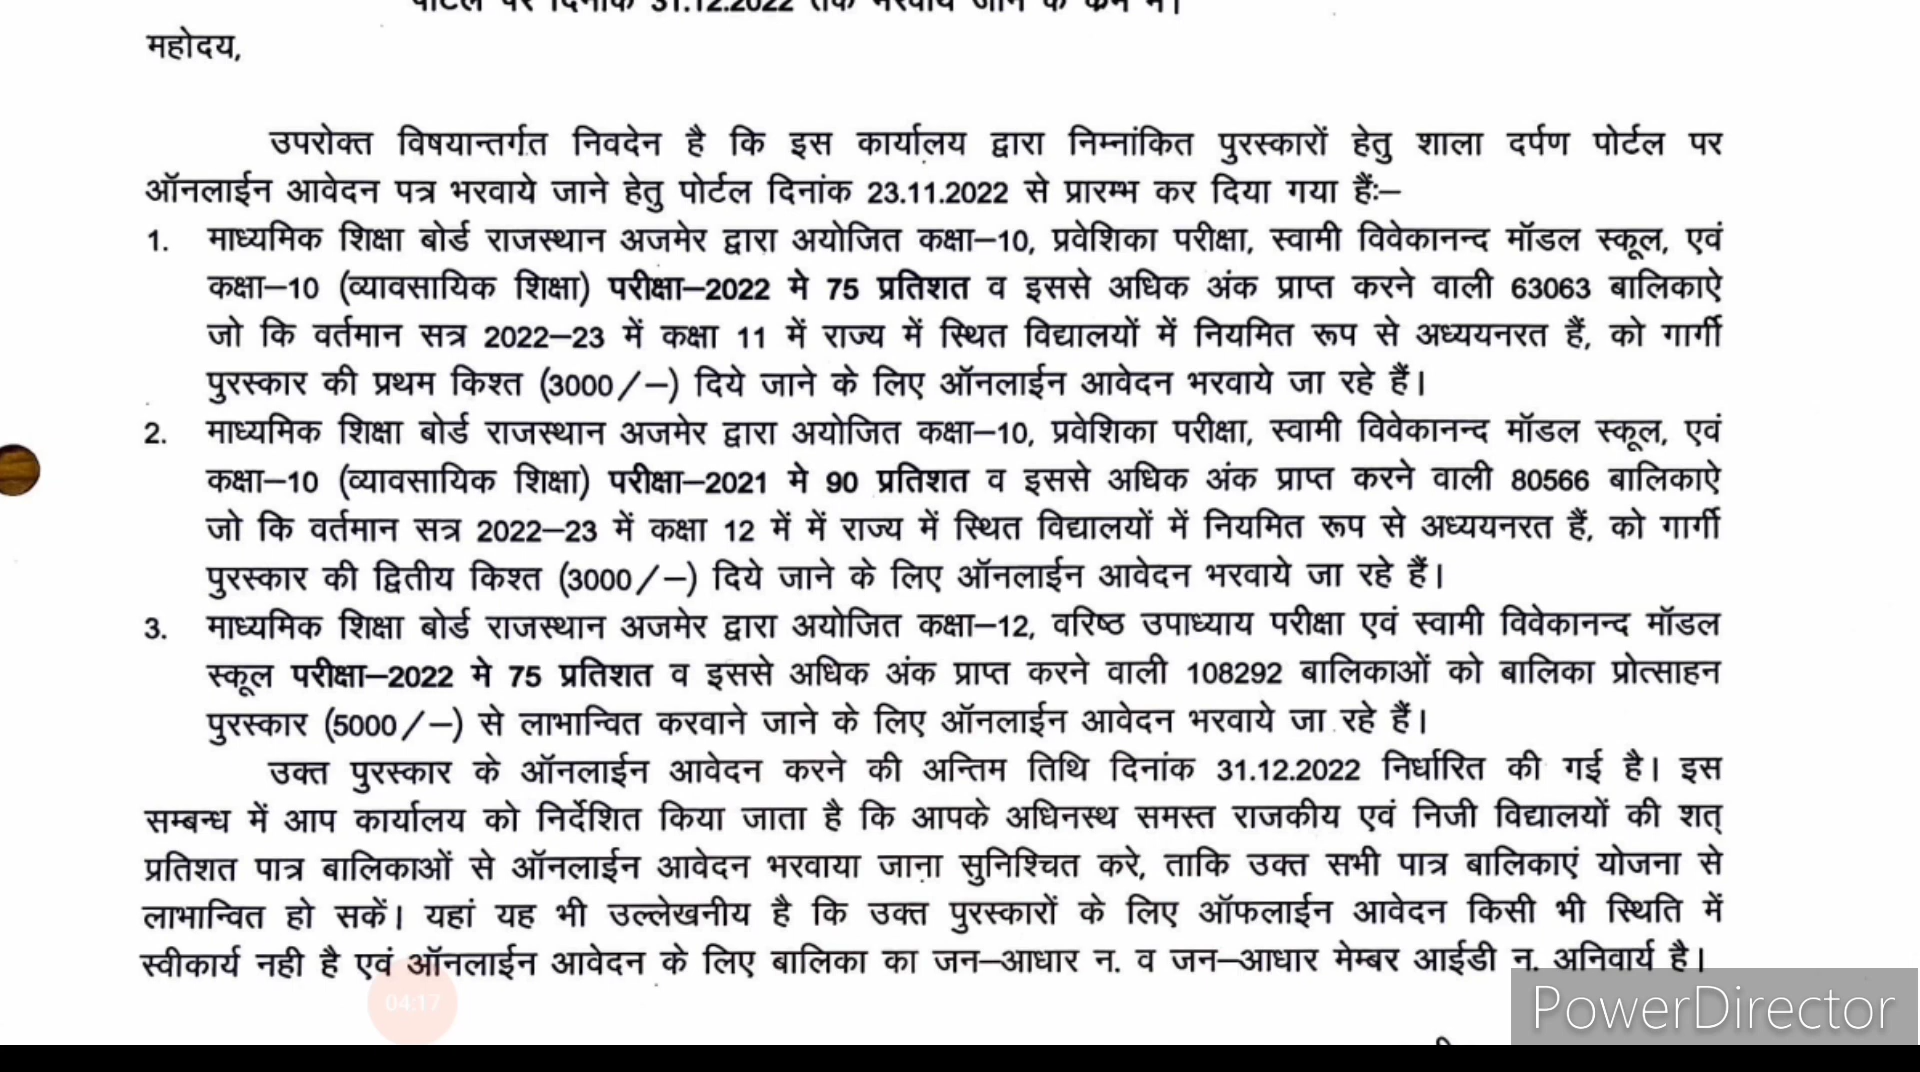 पोर्टल पर दिनांक 31.12.2022 तक भरवाये जाने के क्रम में।
महोदय,
उपरोक्त विषयान्तर्गत निवदेन है कि इस कार्यालय द्वारा निम्नांकित पुरस्कारों हेतु शाला दर्पण पोर्टल पर
ऑनलाईन आवेदन पत्र भरवाये जाने हेतु पोर्टल दिनांक 23.11.2022 से प्रारम्भ कर दिया गया हैंः–
1. माध्यमिक शिक्षा बोर्ड राजस्थान अजमेर द्वारा अयोजित कक्षा–10, प्रवेशिका परीक्षा, स्वामी विवेकानन्द मॉडल स्कूल, एवं
कक्षा–10 (व्यावसायिक शिक्षा) परीक्षा–2022 मे 75 प्रतिशत व इससे अधिक अंक प्राप्त करने वाली 63063 बालिकाऐ
जो कि वर्तमान सत्र 2022–23 में कक्षा 11 में राज्य में स्थित विद्यालयों में नियमित रूप से अध्ययनरत हैं, को गार्गी
पुरस्कार की प्रथम किश्त (3000/–) दिये जाने के लिए ऑनलाईन आवेदन भरवाये जा रहे हैं।
2. माध्यमिक शिक्षा बोर्ड राजस्थान अजमेर द्वारा अयोजित कक्षा–10, प्रवेशिका परीक्षा, स्वामी विवेकानन्द मॉडल स्कूल, एवं
कक्षा–10 (व्यावसायिक शिक्षा) परीक्षा–2021 मे 90 प्रतिशत व इससे अधिक अंक प्राप्त करने वाली 80566 बालिकाऐ
जो कि वर्तमान सत्र 2022–23 में कक्षा 12 में में राज्य में स्थित विद्यालयों में नियमित रूप से अध्ययनरत हैं, को गार्गी
पुरस्कार की द्वितीय किश्त (3000/–) दिये जाने के लिए ऑनलाईन आवेदन भरवाये जा रहे हैं।
3. माध्यमिक शिक्षा बोर्ड राजस्थान अजमेर द्वारा अयोजित कक्षा–12, वरिष्ठ उपाध्याय परीक्षा एवं स्वामी विवेकानन्द मॉडल
स्कूल परीक्षा–2022 मे 75 प्रतिशत व इससे अधिक अंक प्राप्त करने वाली 108292 बालिकाओं को बालिका प्रोत्साहन
पुरस्कार (5000/–) से लाभान्वित करवाने जाने के लिए ऑनलाईन आवेदन भरवाये जा रहे हैं।
उक्त पुरस्कार के ऑनलाईन आवेदन करने की अन्तिम तिथि दिनांक 31.12.2022 निर्धारित की गई है। इस
सम्बन्ध में आप कार्यालय को निर्देशित किया जाता है कि आपके अधिनस्थ समस्त राजकीय एवं निजी विद्यालयों की शत्
प्रतिशत पात्र बालिकाओं से ऑनलाईन आवेदन भरवाया जाना सुनिश्चित करे, ताकि उक्त सभी पात्र बालिकाएं योजना से
लाभान्वित हो सकें। यहां यह भी उल्लेखनीय है कि उक्त पुरस्कारों के लिए ऑफलाईन आवेदन किसी भी स्थिति में
स्वीकार्य नही है एवं ऑनलाईन आवेदन के लिए बालिका का जन–आधार न. व जन–आधार मेम्बर आईडी न. अनिवार्य है।
04:17
PowerDirector